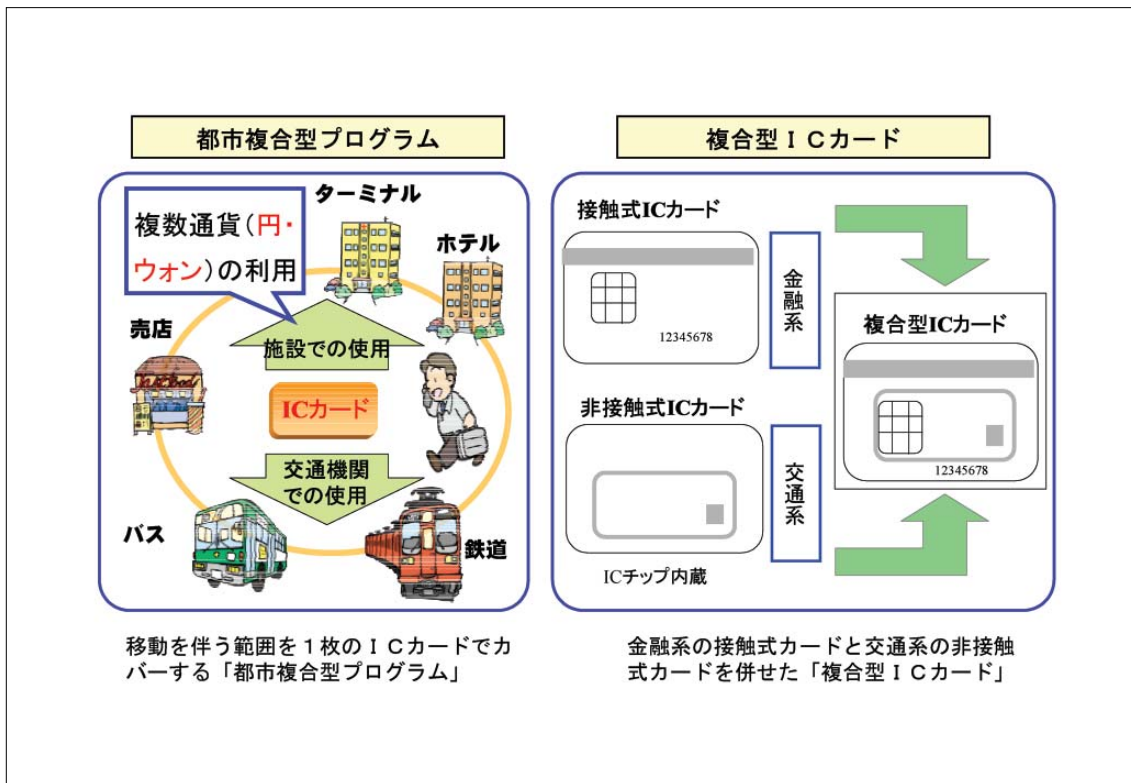 都市複合型プログラム
複数通貨(円・
ウォン)の利用
ターミナル
ホテル
売店
施設での使用
ICカード
交通機関
での使用
バス
鉄道
移動を伴う範囲を１枚のＩＣカードでカ
バーする「都市複合型プログラム」
複合型ＩＣカード
接触式ICカード
12345678
金融系
非接触式ICカード
ICチップ内蔵
交通系
複合型ICカード
12345678
金融系の接触式カードと交通系の非接触
式カードを併せた「複合型ＩＣカード」